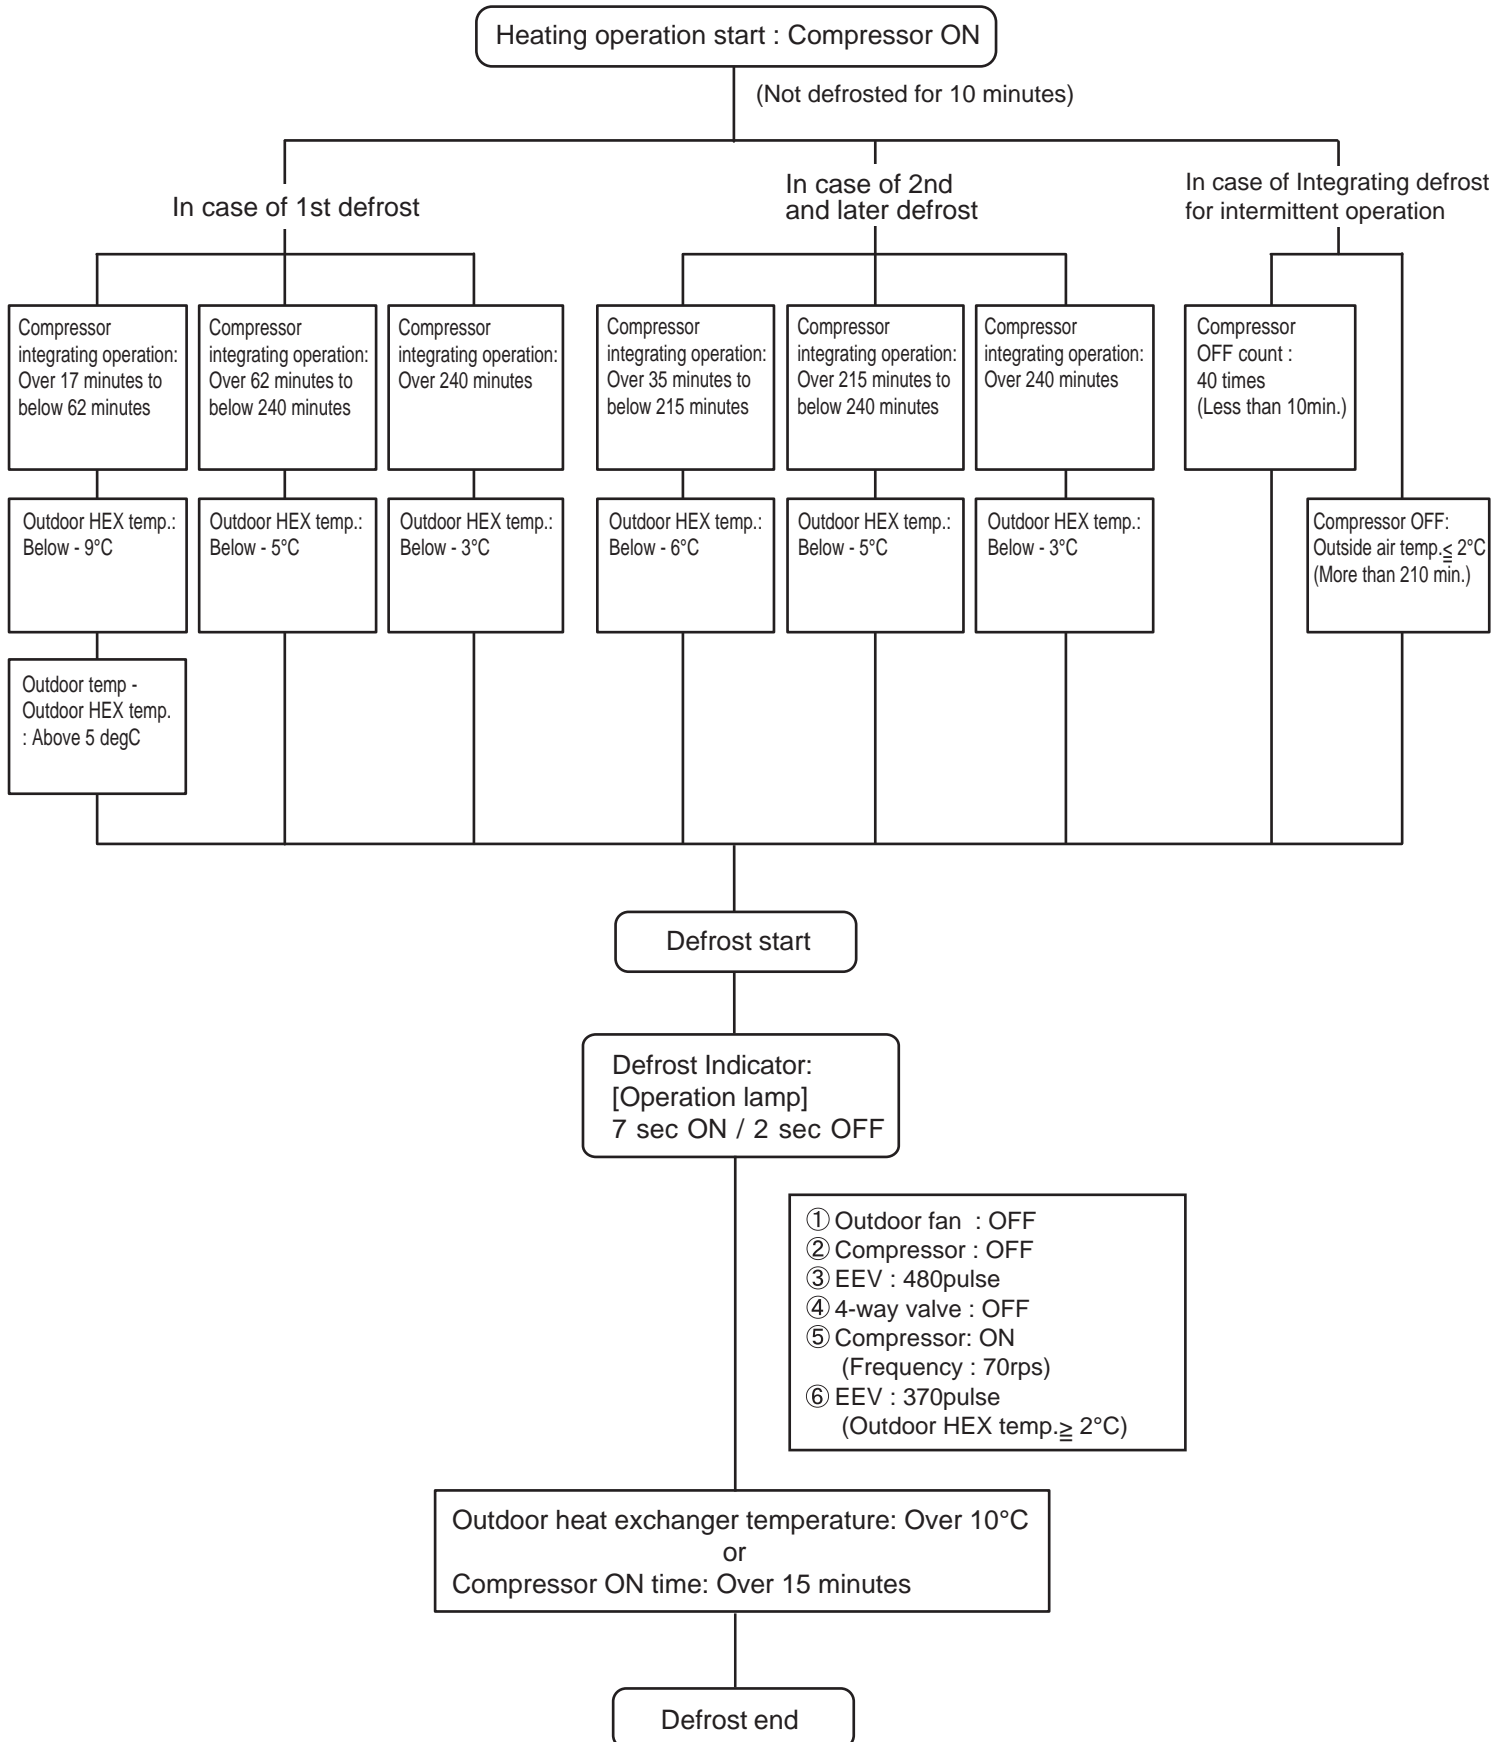 Heating operation start : Compressor ON
(Not defrosted for 10 minutes)
In case of 1st defrost
In case of 2nd
and later defrost
In case of Integrating defrost
for intermittent operation
Compressor
integrating operation:
Over 17 minutes to
below 62 minutes
Compressor
integrating operation:
Over 62 minutes to
below 240 minutes
Compressor
integrating operation:
Over 240 minutes
Compressor
integrating operation:
Over 35 minutes to
below 215 minutes
Compressor
integrating operation:
Over 215 minutes to
below 240 minutes
Compressor
integrating operation:
Over 240 minutes
Compressor
OFF count :
40 times
(Less than 10min.)
Outdoor HEX temp.:
Below - 9°C
Outdoor HEX temp.:
Below - 5°C
Outdoor HEX temp.:
Below - 3°C
Outdoor HEX temp.:
Below - 6°C
Outdoor HEX temp.:
Below - 5°C
Outdoor HEX temp.:
Below - 3°C
Compressor OFF:
Outside air temp.≦ 2°C
(More than 210 min.)
Outdoor temp -
Outdoor HEX temp.
: Above 5 degC
Defrost start
Defrost Indicator:
[Operation lamp]
7 sec ON / 2 sec OFF
① Outdoor fan : OFF
② Compressor : OFF
③ EEV : 480pulse
④ 4-way valve : OFF
⑤ Compressor: ON
(Frequency : 70rps)
⑥ EEV : 370pulse
(Outdoor HEX temp.≧ 2°C)
Outdoor heat exchanger temperature: Over 10°C
or
Compressor ON time: Over 15 minutes
Defrost end